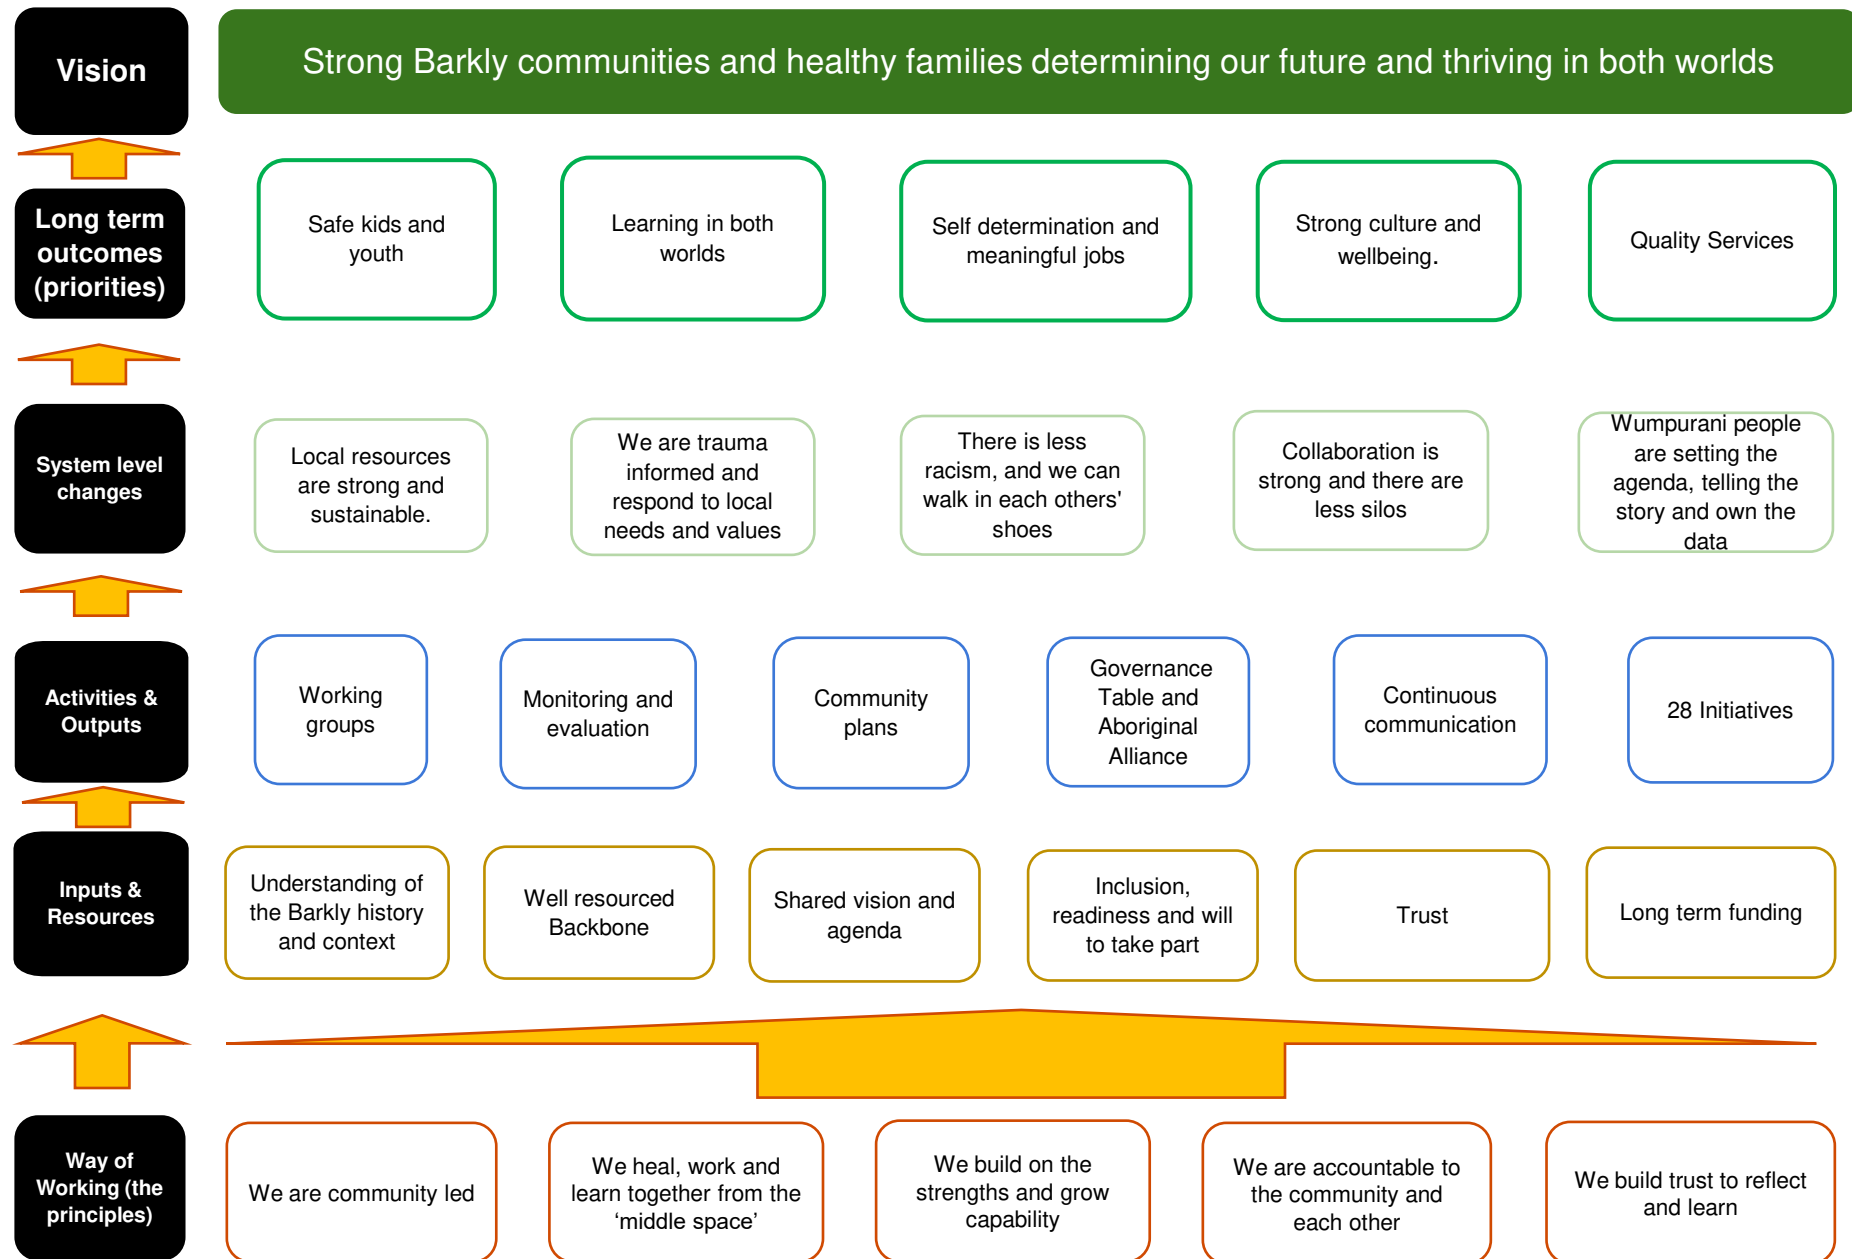 Vision
Strong Barkly communities and healthy families determining our future and thriving in both worlds
Long term
outcomes
(priorities)
Safe kids and
youth
Learning in both
worlds
Self determination and
meaningful jobs
Strong culture and
wellbeing.
Quality Services
System level
changes
Local resources
are strong and
sustainable.
We are trauma
informed and
respond to local
needs and values
There is less
racism, and we can
walk in each others'
shoes
Collaboration is
strong and there are
less silos
Wumpurani people
are setting the
agenda, telling the
story and own the
data
Activities &
Outputs
Working
groups
Monitoring and
evaluation
Community
plans
Governance
Table and
Aboriginal
Alliance
Continuous
communication
28 Initiatives
Inputs &
Resources
Understanding of
the Barkly history
and context
Well resourced
Backbone
Shared vision and
agenda
Inclusion,
readiness and will
to take part
Trust
Long term funding
Way of
Working (the
principles)
We are community led
We heal, work and
learn together from the
‘middle space’
We build on the
strengths and grow
capability
We are accountable to
the community and
each other
We build trust to reflect
and learn